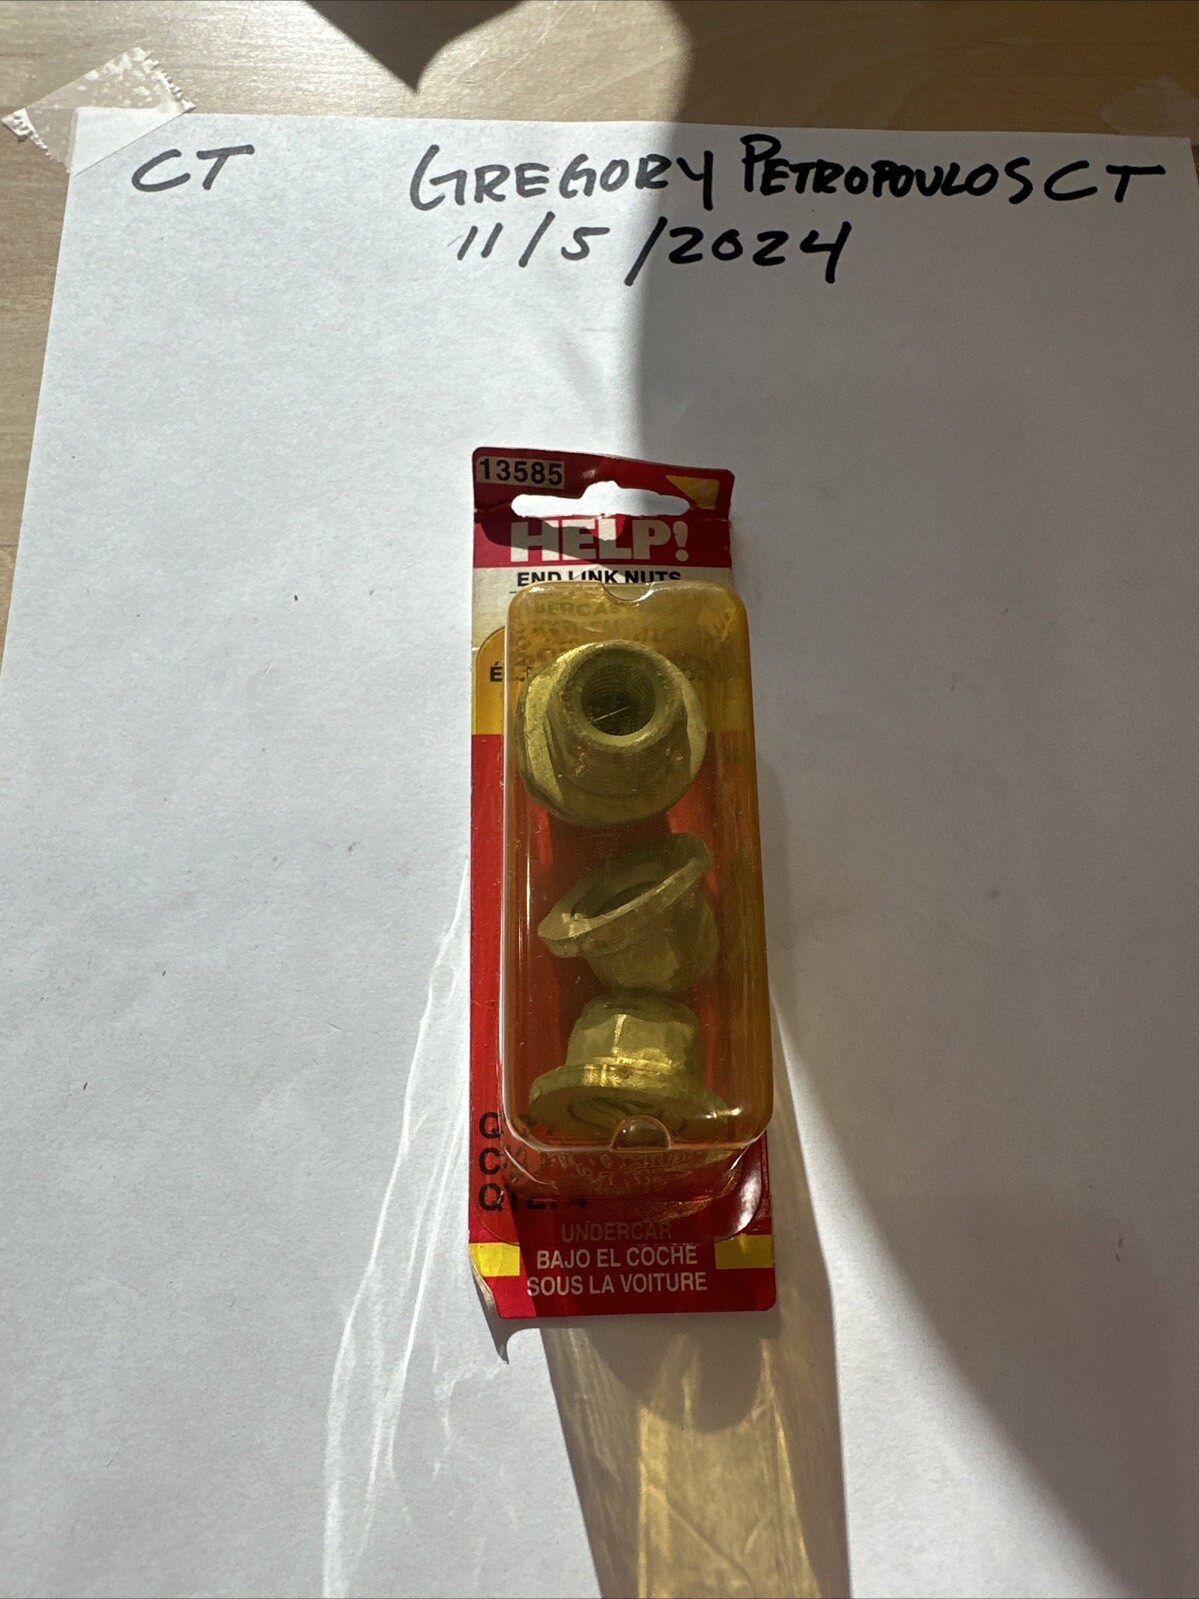 CT GREGORY PETROPOULOS CT
11/5/2024
13585
HELP!
END LINK NUTS
UNDERCAR
BAJO EL COCHE
SOUS LA VOITURE